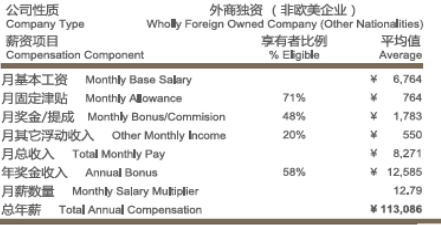 公司性质 外商独资（非欧美企业）
Company Type Wholly Foreign Owned Company (Other Nationalities)
薪资项目 享有者比例 平均值
Compensation Component % Eligible Average
月基本工资 Monthly Base Salary ¥ 6,764
月固定津贴 Monthly Allowance 71% ¥ 764
月奖金/提成 Monthly Bonus/Commision 48% ¥ 1,783
月其它浮动收入 Other Monthly Income 20% ¥ 550
月总收入 Total Monthly Pay ¥ 8,271
年奖金收入 Annual Bonus 58% ¥ 12,585
月薪数量 Monthly Salary Multiplier 12.79
总年薪 Total Annual Compensation ¥ 113,086